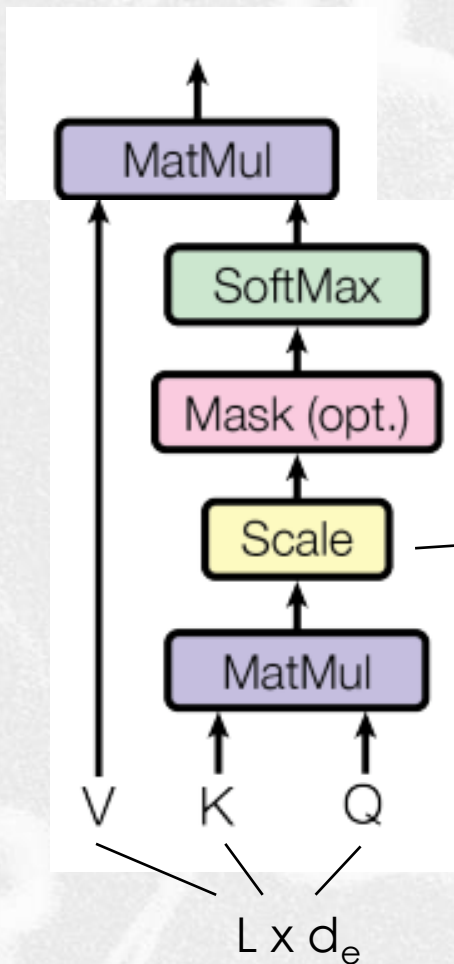 MatMul
SoftMax
Mask (opt.)
Scale
MatMul
V K Q
L x dₑ